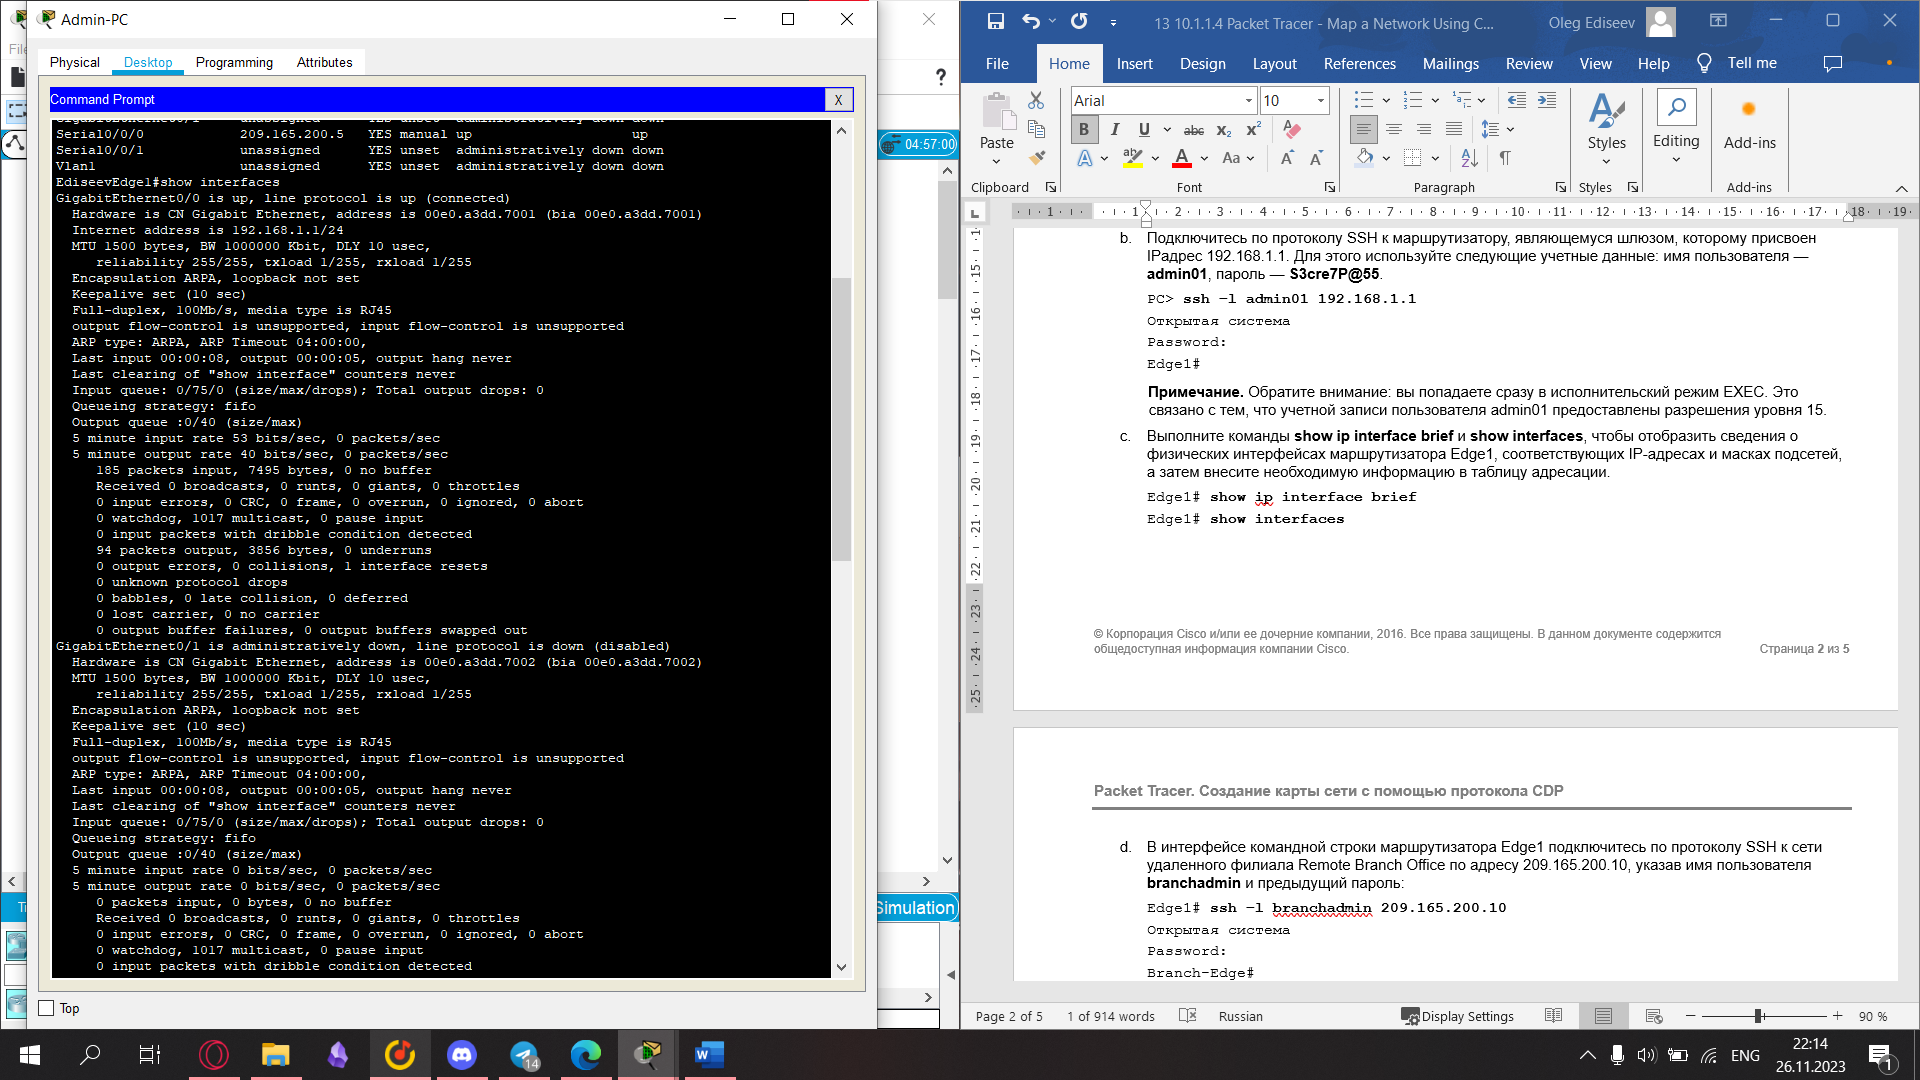 Admin-PC
Physical
Desktop
Programming
Attributes
Command Prompt
X
Serial0/0/0 209.165.200.5 YES manual up up
Serial0/0/1 unassigned YES unset administratively down down
Vlan1 unassigned YES unset administratively down down
EdiseevEdge1#show interfaces
GigabitEthernet0/0 is up, line protocol is up (connected)
Hardware is CN Gigabit Ethernet, address is 00e0.a3dd.7001 (bia 00e0.a3dd.7001)
Internet address is 192.168.1.1/24
MTU 1500 bytes, BW 1000000 Kbit, DLY 10 usec,
reliability 255/255, txload 1/255, rxload 1/255
Encapsulation ARPA, loopback not set
Keepalive set (10 sec)
Full-duplex, 100Mb/s, media type is RJ45
output flow-control is unsupported, input flow-control is unsupported
ARP type: ARPA, ARP Timeout 04:00:00,
Last input 00:00:08, output 00:00:05, output hang never
Last clearing of "show interface" counters never
Input queue: 0/75/0 (size/max/drops); Total output drops: 0
Queueing strategy: fifo
Output queue :0/40 (size/max)
5 minute input rate 53 bits/sec, 0 packets/sec
5 minute output rate 40 bits/sec, 0 packets/sec
185 packets input, 7495 bytes, 0 no buffer
Received 0 broadcasts, 0 runts, 0 giants, 0 throttles
0 input errors, 0 CRC, 0 frame, 0 overrun, 0 ignored, 0 abort
0 watchdog, 1017 multicast, 0 pause input
0 input packets with dribble condition detected
94 packets output, 3856 bytes, 0 underruns
0 output errors, 0 collisions, 1 interface resets
0 unknown protocol drops
0 babbles, 0 late collision, 0 deferred
0 lost carrier, 0 no carrier
0 output buffer failures, 0 output buffers swapped out
GigabitEthernet0/1 is administratively down, line protocol is down (disabled)
Hardware is CN Gigabit Ethernet, address is 00e0.a3dd.7002 (bia 00e0.a3dd.7002)
MTU 1500 bytes, BW 1000000 Kbit, DLY 10 usec,
reliability 255/255, txload 1/255, rxload 1/255
Encapsulation ARPA, loopback not set
Keepalive set (10 sec)
Full-duplex, 100Mb/s, media type is RJ45
output flow-control is unsupported, input flow-control is unsupported
ARP type: ARPA, ARP Timeout 04:00:00,
Last input 00:00:08, output 00:00:05, output hang never
Last clearing of "show interface" counters never
Input queue: 0/75/0 (size/max/drops); Total output drops: 0
Queueing strategy: fifo
Output queue :0/40 (size/max)
5 minute input rate 0 bits/sec, 0 packets/sec
5 minute output rate 0 bits/sec, 0 packets/sec
0 packets input, 0 bytes, 0 no buffer
Received 0 broadcasts, 0 runts, 0 giants, 0 throttles
0 input errors, 0 CRC, 0 frame, 0 overrun, 0 ignored, 0 abort
0 watchdog, 1017 multicast, 0 pause input
0 input packets with dribble condition detected
Top
?
04:57:00
Simulation
13 10.1.1.4 Packet Tracer - Map a Network Using C...
Oleg Ediseev
File Home Insert Design Layout References Mailings Review View Help Tell me
Paste
Arial
10
Styles
Editing
Add-ins
Clipboard
Font
Paragraph
Styles
Add-ins
1 1 2 3 4 5 6 7 8 9 10 11 12 13 14 15 16 17 18 19
15 16 17 18 19 20 21 22 23 24 25
b. Подключитесь по протоколу SSH к маршрутизатору, являющемуся шлюзом, которому присвоен
IPадрес 192.168.1.1. Для этого используйте следующие учетные данные: имя пользователя —
admin01, пароль — S3cre7P@55.
PC> ssh –l admin01 192.168.1.1
Открытая система
Password:
Edge1#
Примечание. Обратите внимание: вы попадаете сразу в исполнительский режим EXEC. Это
связано с тем, что учетной записи пользователя admin01 предоставлены разрешения уровня 15.
c. Выполните команды show ip interface brief и show interfaces, чтобы отобразить сведения о
физических интерфейсах маршрутизатора Edge1, соответствующих IP-адресах и масках подсетей,
а затем внесите необходимую информацию в таблицу адресации.
Edge1# show ip interface brief
Edge1# show interfaces
© Корпорация Cisco и/или ее дочерние компании, 2016. Все права защищены. В данном документе содержится
общедоступная информация компании Cisco. Страница 2 из 5
Packet Tracer. Создание карты сети с помощью протокола CDP
d. В интерфейсе командной строки маршрутизатора Edge1 подключитесь по протоколу SSH к сети
удаленного филиала Remote Branch Office по адресу 209.165.200.10, указав имя пользователя
branchadmin и предыдущий пароль:
Edge1# ssh –l branchadmin 209.165.200.10
Открытая система
Password:
Branch-Edge#
Page 2 of 5
1 of 914 words
Russian
Display Settings
90 %
14
ENG
22:14
26.11.2023
1